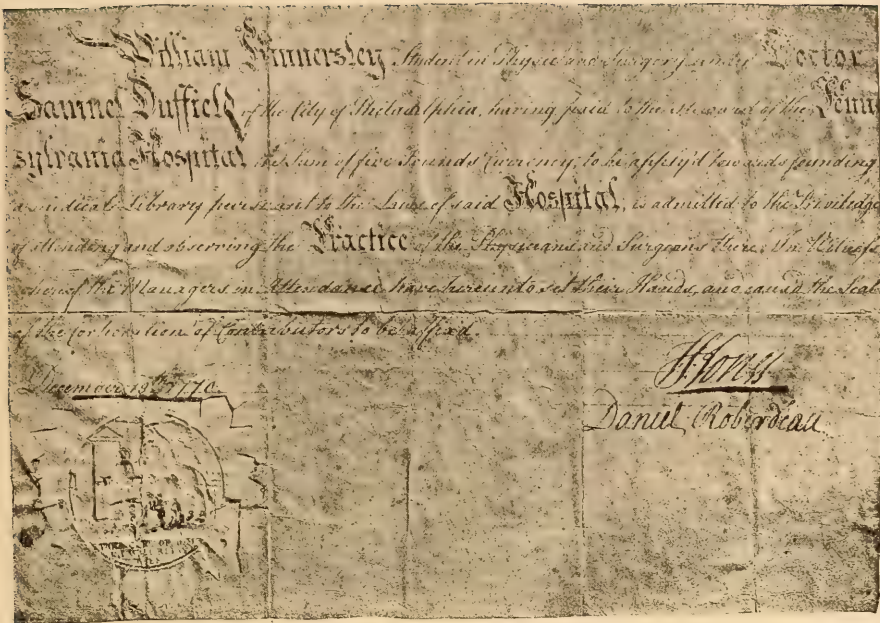 William Kinnersley Student in Physic and Surgery under Doctor
Samuel Duffield of the City of Philadelphia, having paid to the Steward of the Penn
sylvania Hospital the Sum of five Pounds Currency, to be apply'd towards founding
a medical Library pursuant to the Laws of said Hospital, is admitted to the Priviledge
of attending and observing the Practice of the Physicians and Surgeons there. In Witness
whereof the Managers in Attendance have hereunto set their Hands, and caused the Seal
of the Corporation of Contributors to be affixed
December 19th 1770
Daniel Roberdeau